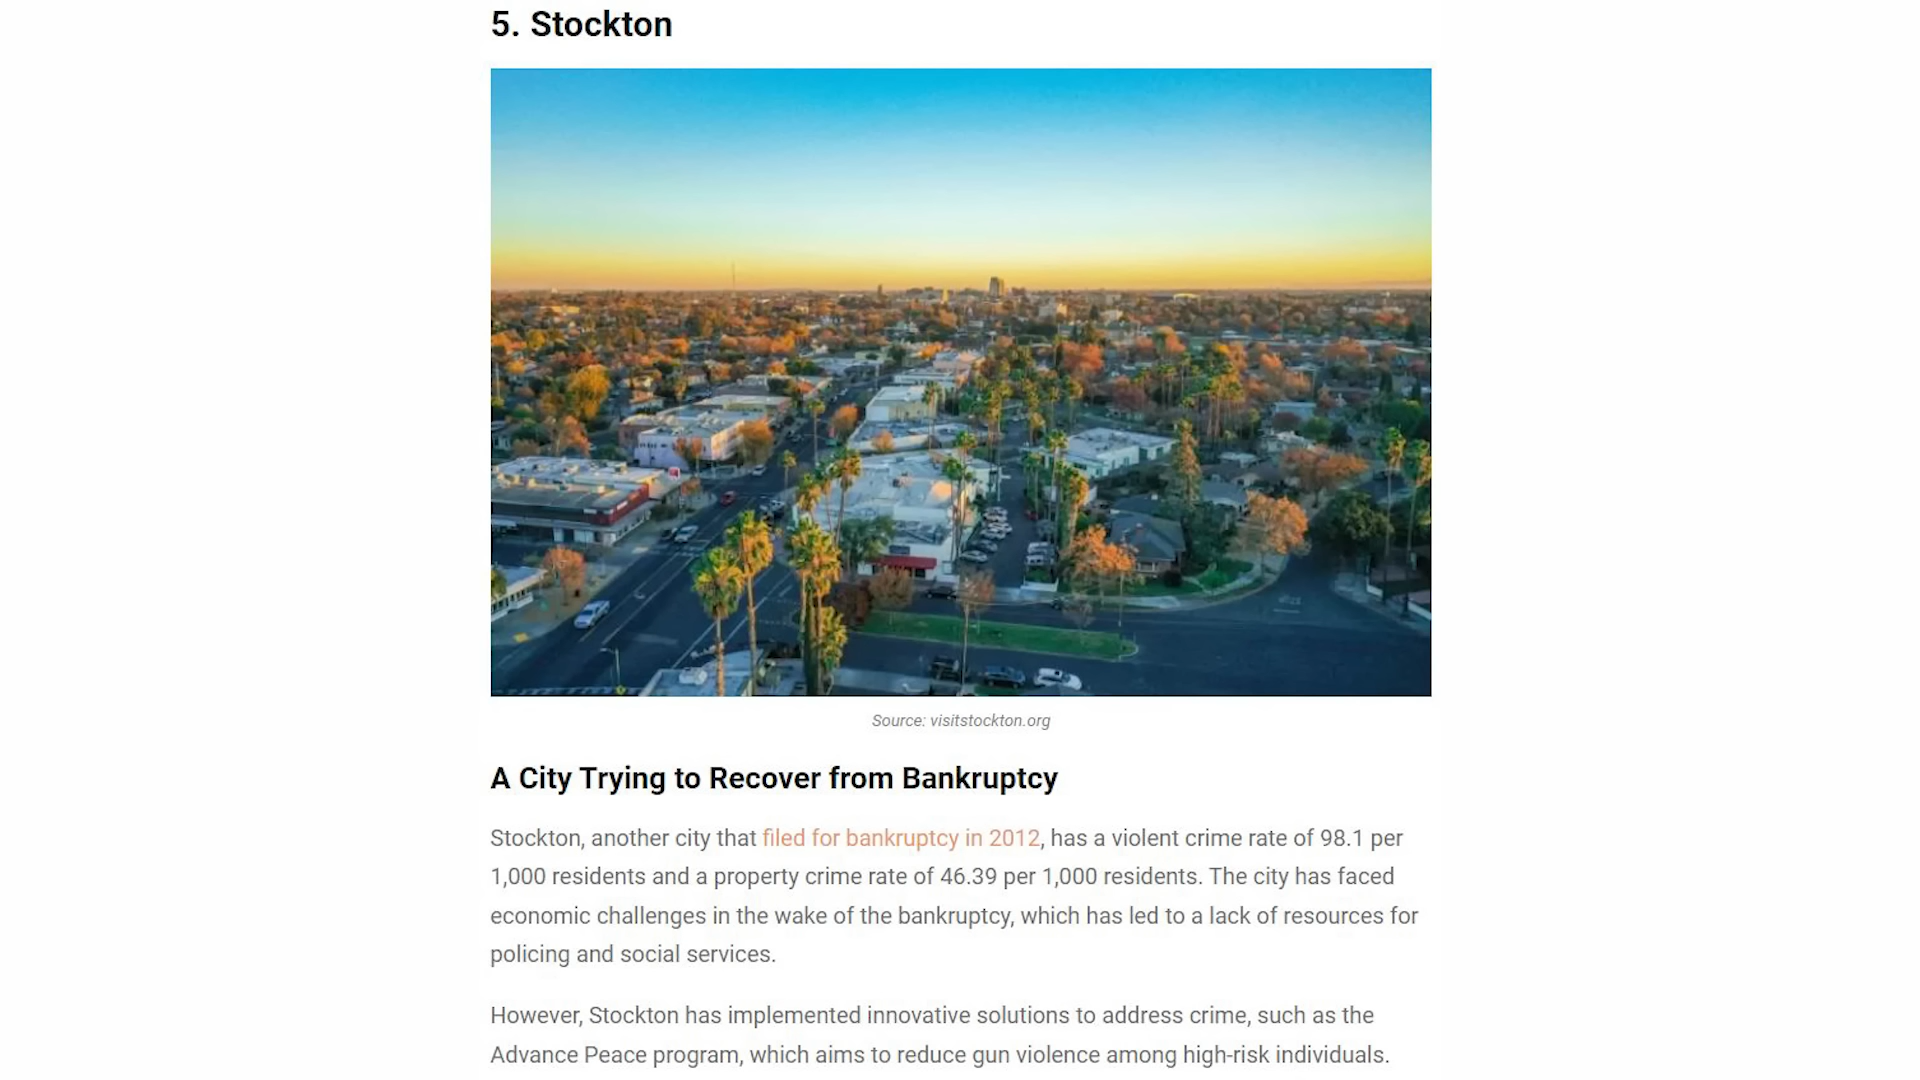 5. Stockton
Source: visitstockton.org
A City Trying to Recover from Bankruptcy
Stockton, another city that filed for bankruptcy in 2012, has a violent crime rate of 98.1 per
1,000 residents and a property crime rate of 46.39 per 1,000 residents. The city has faced
economic challenges in the wake of the bankruptcy, which has led to a lack of resources for
policing and social services.
However, Stockton has implemented innovative solutions to address crime, such as the
Advance Peace program, which aims to reduce gun violence among high-risk individuals.